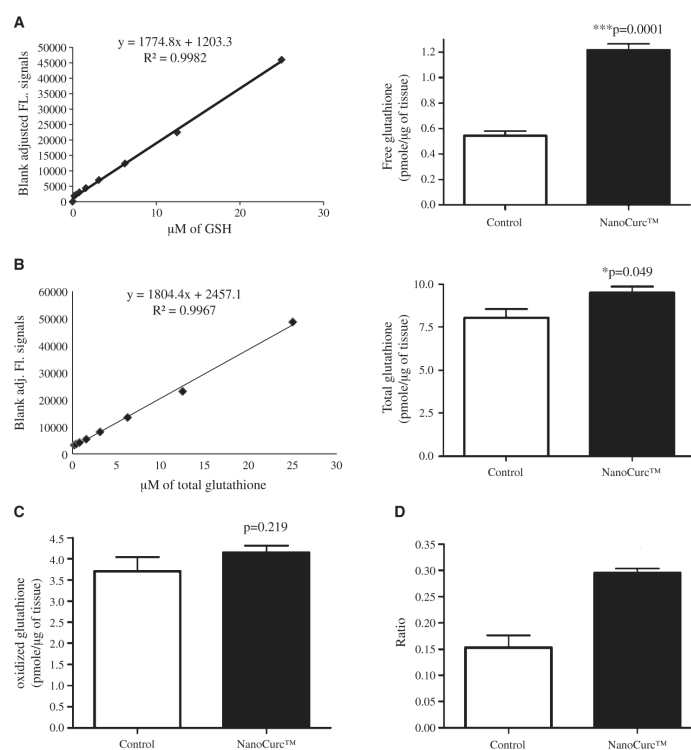 A
y = 1774.8x + 1203.3
R² = 0.9982
Blank adjusted FL. signals
50000
45000
40000
35000
30000
25000
20000
15000
10000
5000
0
0
10
20
30
µM of GSH
***p=0.0001
Free glutathione
(pmole/µg of tissue)
1.2
1.0
0.8
0.6
0.4
0.2
0.0
Control
NanoCurc™
B
y = 1804.4x + 2457.1
R² = 0.9967
Blank adj. Fl. signals
60000
50000
40000
30000
20000
10000
0
0
5
10
15
20
25
30
µM of total glutathione
*p=0.049
Total glutathione
(pmole/µg of tissue)
10.0
7.5
5.0
2.5
0.0
Control
NanoCurc™
C
p=0.219
oxidized glutathione
(pmole/µg of tissue)
4.5
4.0
3.5
3.0
2.5
2.0
1.5
1.0
0.5
0.0
Control
NanoCurc™
D
Ratio
0.35
0.30
0.25
0.20
0.15
0.10
0.05
0.00
Control
NanoCurc™